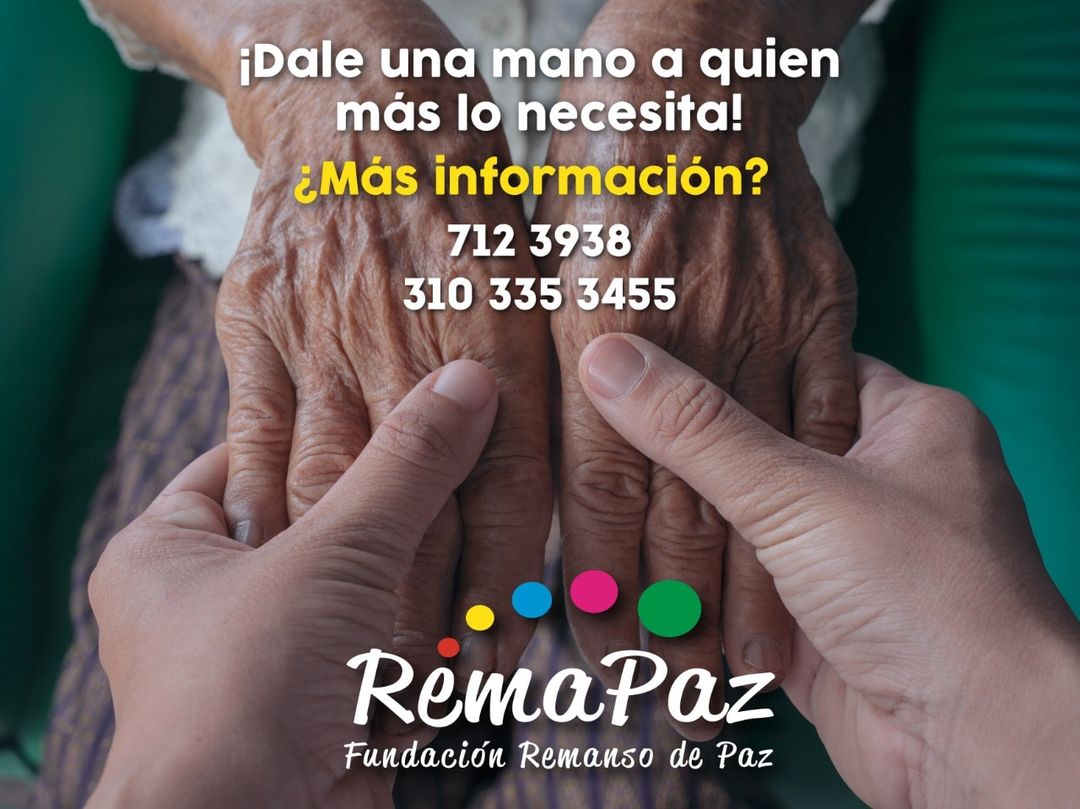 ¡Dale una mano a quien
más lo necesita!
¿Más información?
712 3938
310 335 3455
RemaPaz
Fundación Remanso de Paz